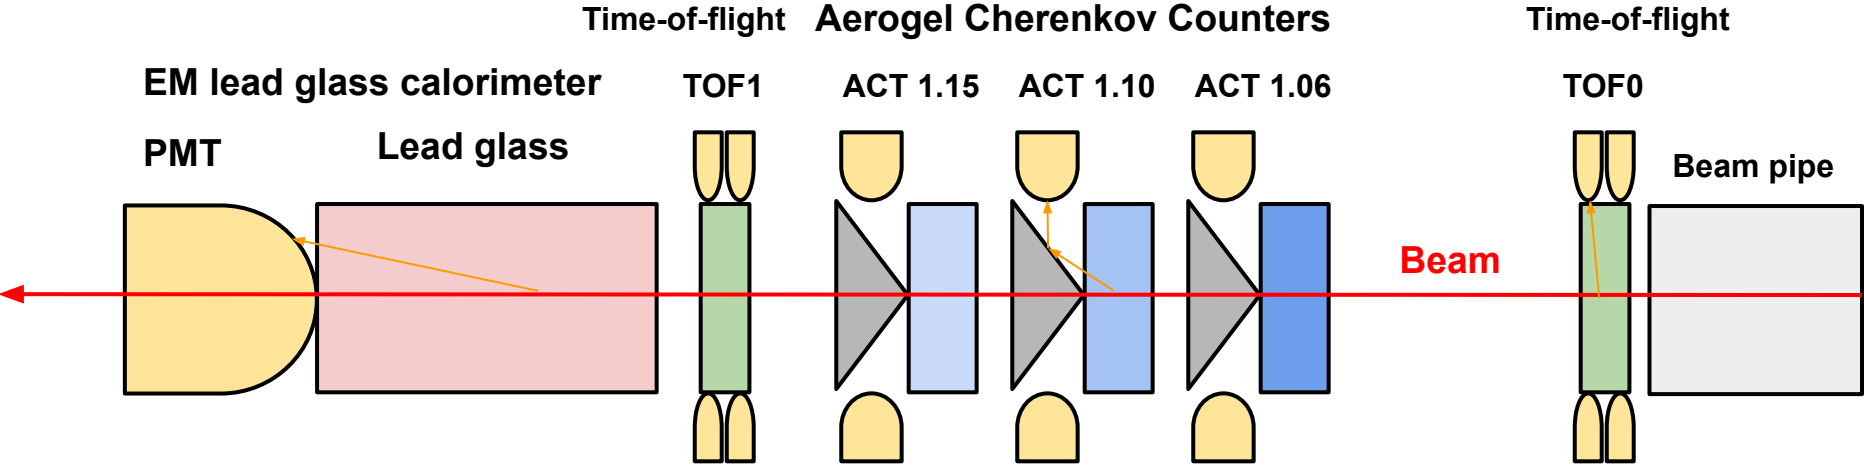 Time-of-flight Aerogel Cherenkov Counters Time-of-flight
EM lead glass calorimeter TOF1 ACT 1.15 ACT 1.10 ACT 1.06 TOF0
PMT Lead glass Beam pipe
Beam